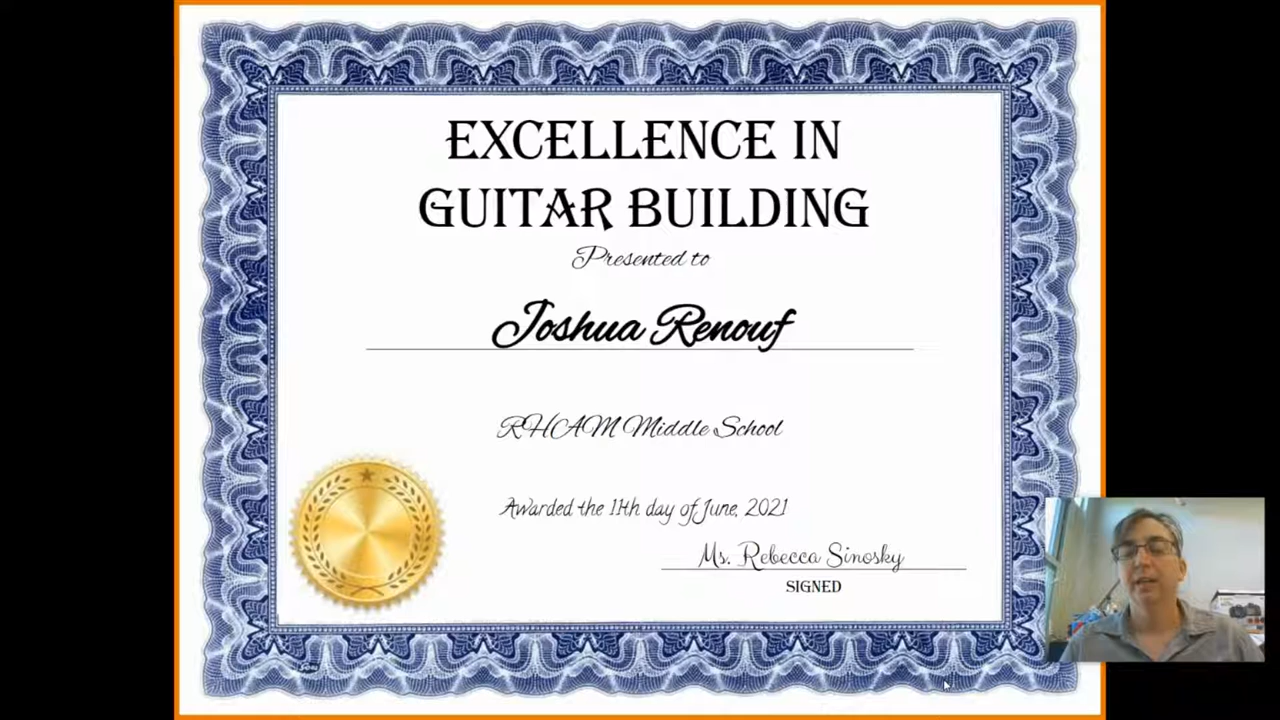 EXCELLENCE IN
GUITAR BUILDING
Presented to
Joshua Renouf
RHAM Middle School
Awarded the 11th day of June, 2021
Ms. Rebecca Sinosky
SIGNED